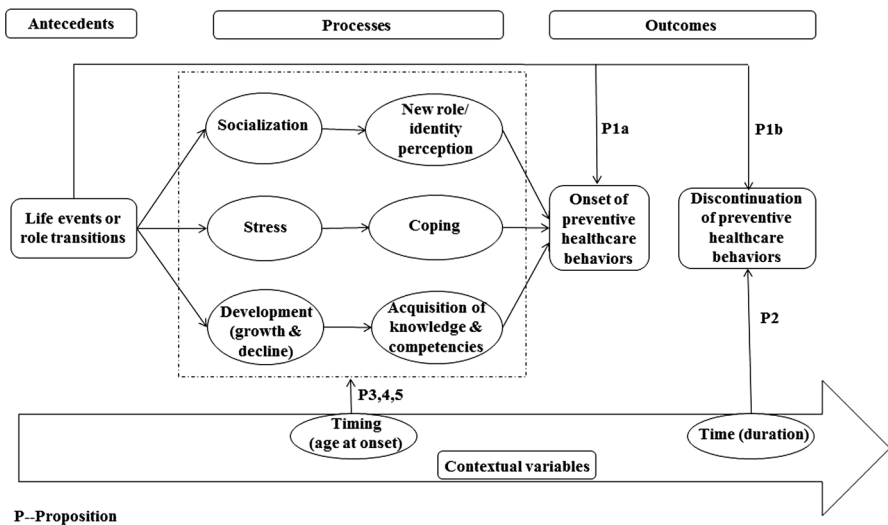 Antecedents
Processes
Outcomes
P1a
P1b
Socialization
New role/
identity
perception
Life events or
role transitions
Stress
Coping
Onset of
preventive
healthcare
behaviors
Discontinuation
of preventive
healthcare
behaviors
Development
(growth &
decline)
Acquisition of
knowledge &
competencies
P2
P3,4,5
Timing
(age at onset)
Time (duration)
Contextual variables
P--Proposition